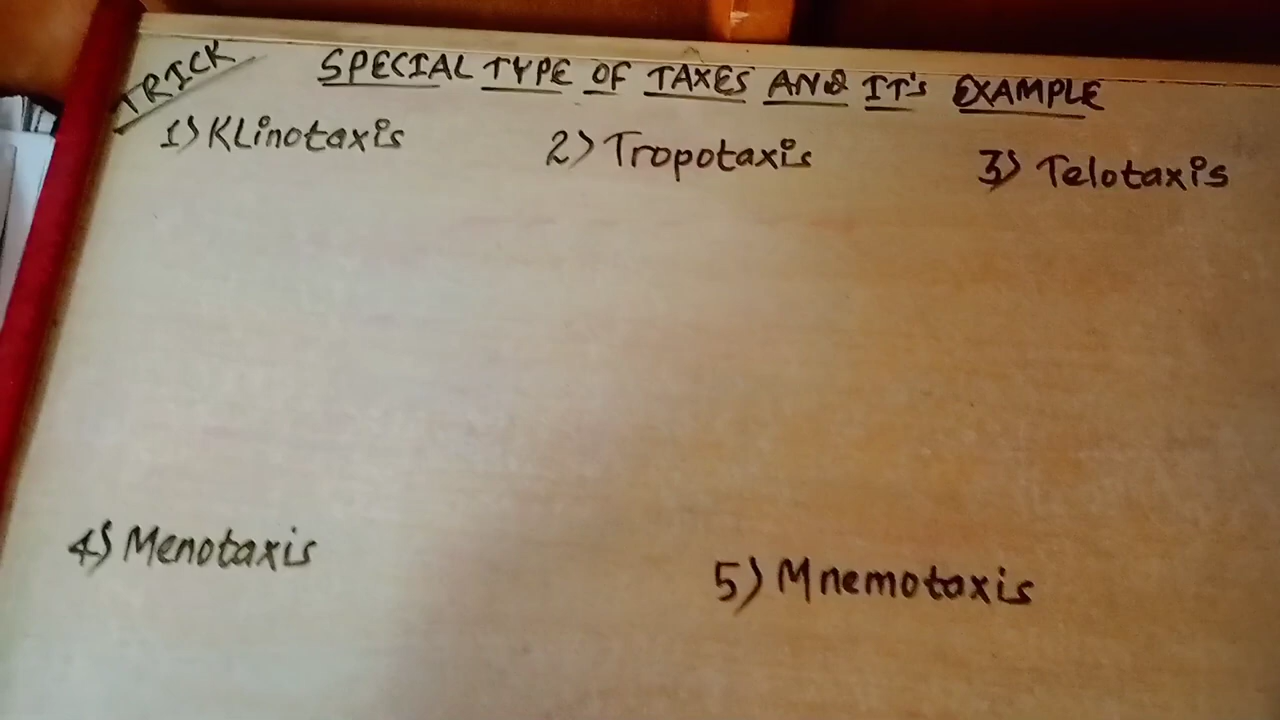 TRICK
SPECIAL TYPE OF TAXES AND IT's EXAMPLE
1) KLinotaxis
2) Tropotaxis
3) Telotaxis
4) Menotaxis
5) Mnemotaxis